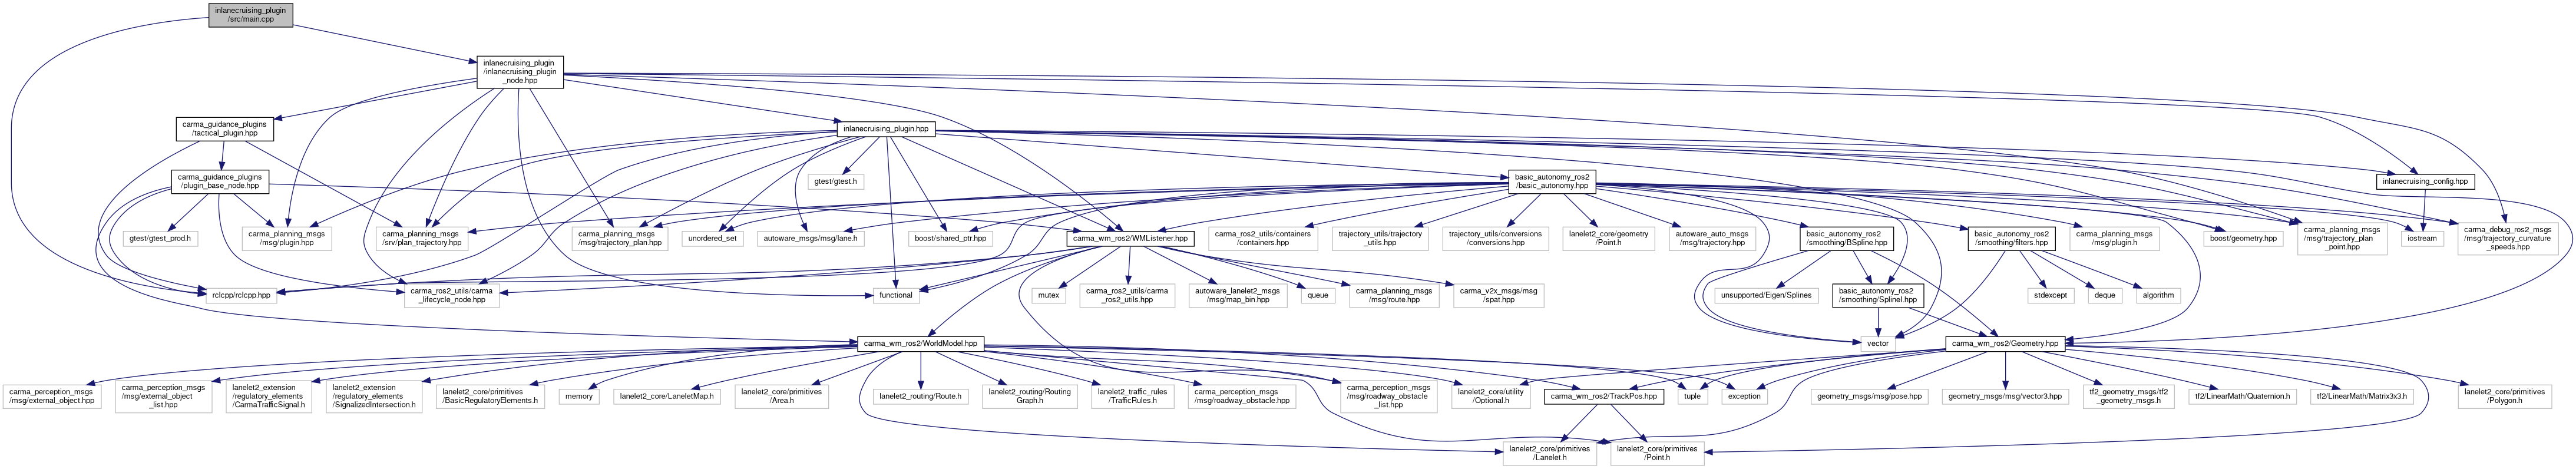 inlanecruising_plugin
/src/main.cpp
inlanecruising_plugin
/inlanecruising_plugin
_node.hpp
carma_guidance_plugins
/tactical_plugin.hpp
inlanecruising_plugin.hpp
carma_guidance_plugins
/plugin_base_node.hpp
gtest/gtest.h
basic_autonomy_ros2
/basic_autonomy.hpp
inlanecruising_config.hpp
gtest/gtest_prod.h
carma_planning_msgs
/msg/plugin.hpp
carma_planning_msgs
/srv/plan_trajectory.hpp
carma_planning_msgs
/msg/trajectory_plan.hpp
unordered_set
autoware_msgs/msg/lane.h
boost/shared_ptr.hpp
carma_wm_ros2/WMListener.hpp
carma_ros2_utils/containers
/containers.hpp
trajectory_utils/trajectory
_utils.hpp
trajectory_utils/conversions
/conversions.hpp
lanelet2_core/geometry
/Point.h
autoware_auto_msgs
/msg/trajectory.hpp
basic_autonomy_ros2
/smoothing/BSpline.hpp
basic_autonomy_ros2
/smoothing/filters.hpp
carma_planning_msgs
/msg/plugin.h
boost/geometry.hpp
carma_planning_msgs
/msg/trajectory_plan
_point.hpp
iostream
carma_debug_ros2_msgs
/msg/trajectory_curvature
_speeds.hpp
rclcpp/rclcpp.hpp
carma_ros2_utils/carma
_lifecycle_node.hpp
functional
mutex
carma_ros2_utils/carma
_ros2_utils.hpp
autoware_lanelet2_msgs
/msg/map_bin.hpp
queue
carma_planning_msgs
/msg/route.hpp
carma_v2x_msgs/msg
/spat.hpp
unsupported/Eigen/Splines
basic_autonomy_ros2
/smoothing/SplineI.hpp
stdexcept
deque
algorithm
carma_wm_ros2/WorldModel.hpp
vector
carma_wm_ros2/Geometry.hpp
carma_perception_msgs
/msg/external_object.hpp
carma_perception_msgs
/msg/external_object
_list.hpp
lanelet2_extension
/regulatory_elements
/CarmaTrafficSignal.h
lanelet2_extension
/regulatory_elements
/SignalizedIntersection.h
lanelet2_core/primitives
/BasicRegulatoryElements.h
memory
lanelet2_core/LaneletMap.h
lanelet2_core/primitives
/Area.h
lanelet2_routing/Route.h
lanelet2_routing/Routing
Graph.h
lanelet2_traffic_rules
/TrafficRules.h
carma_perception_msgs
/msg/roadway_obstacle.hpp
carma_perception_msgs
/msg/roadway_obstacle
_list.hpp
lanelet2_core/utility
/Optional.h
carma_wm_ros2/TrackPos.hpp
tuple
exception
geometry_msgs/msg/pose.hpp
geometry_msgs/msg/vector3.hpp
tf2_geometry_msgs/tf2
_geometry_msgs.h
tf2/LinearMath/Quaternion.h
tf2/LinearMath/Matrix3x3.h
lanelet2_core/primitives
/Polygon.h
lanelet2_core/primitives
/Lanelet.h
lanelet2_core/primitives
/Point.h